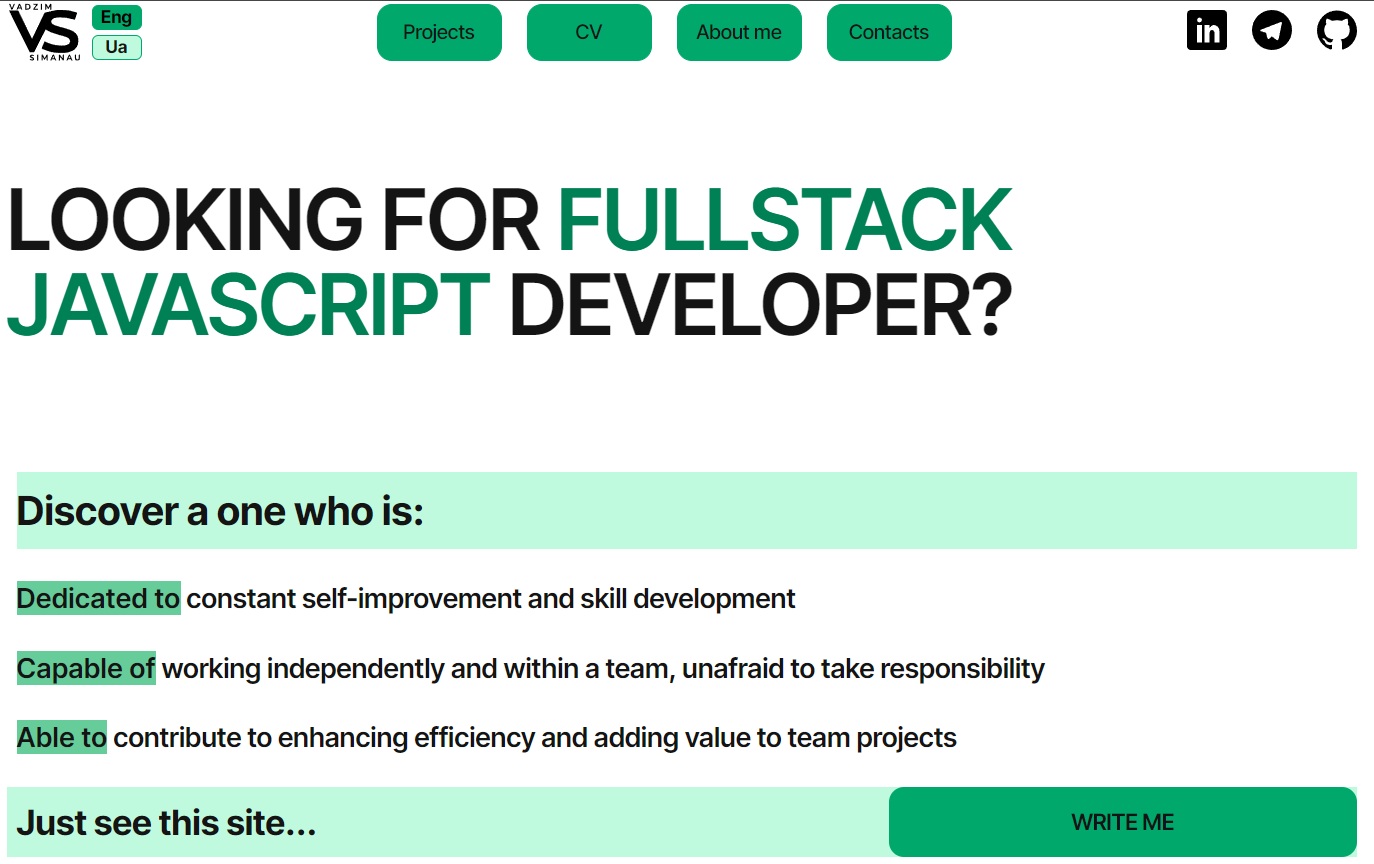 VADZIM
VS
SIMANAU
Eng
Ua
Projects
CV
About me
Contacts
in
LOOKING FOR FULLSTACK
JAVASCRIPT DEVELOPER?
Discover a one who is:
Dedicated to constant self-improvement and skill development
Capable of working independently and within a team, unafraid to take responsibility
Able to contribute to enhancing efficiency and adding value to team projects
Just see this site...
WRITE ME